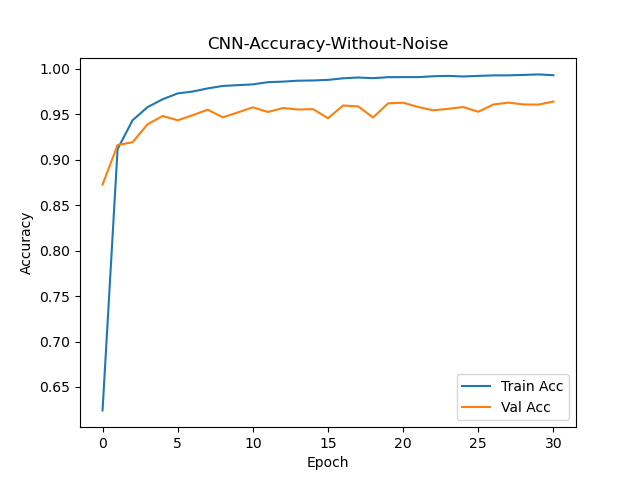 CNN-Accuracy-Without-Noise
1.00
0.95
0.90
0.85
0.80
0.75
0.70
0.65
Accuracy
Train Acc
Val Acc
0 5 10 15 20 25 30
Epoch